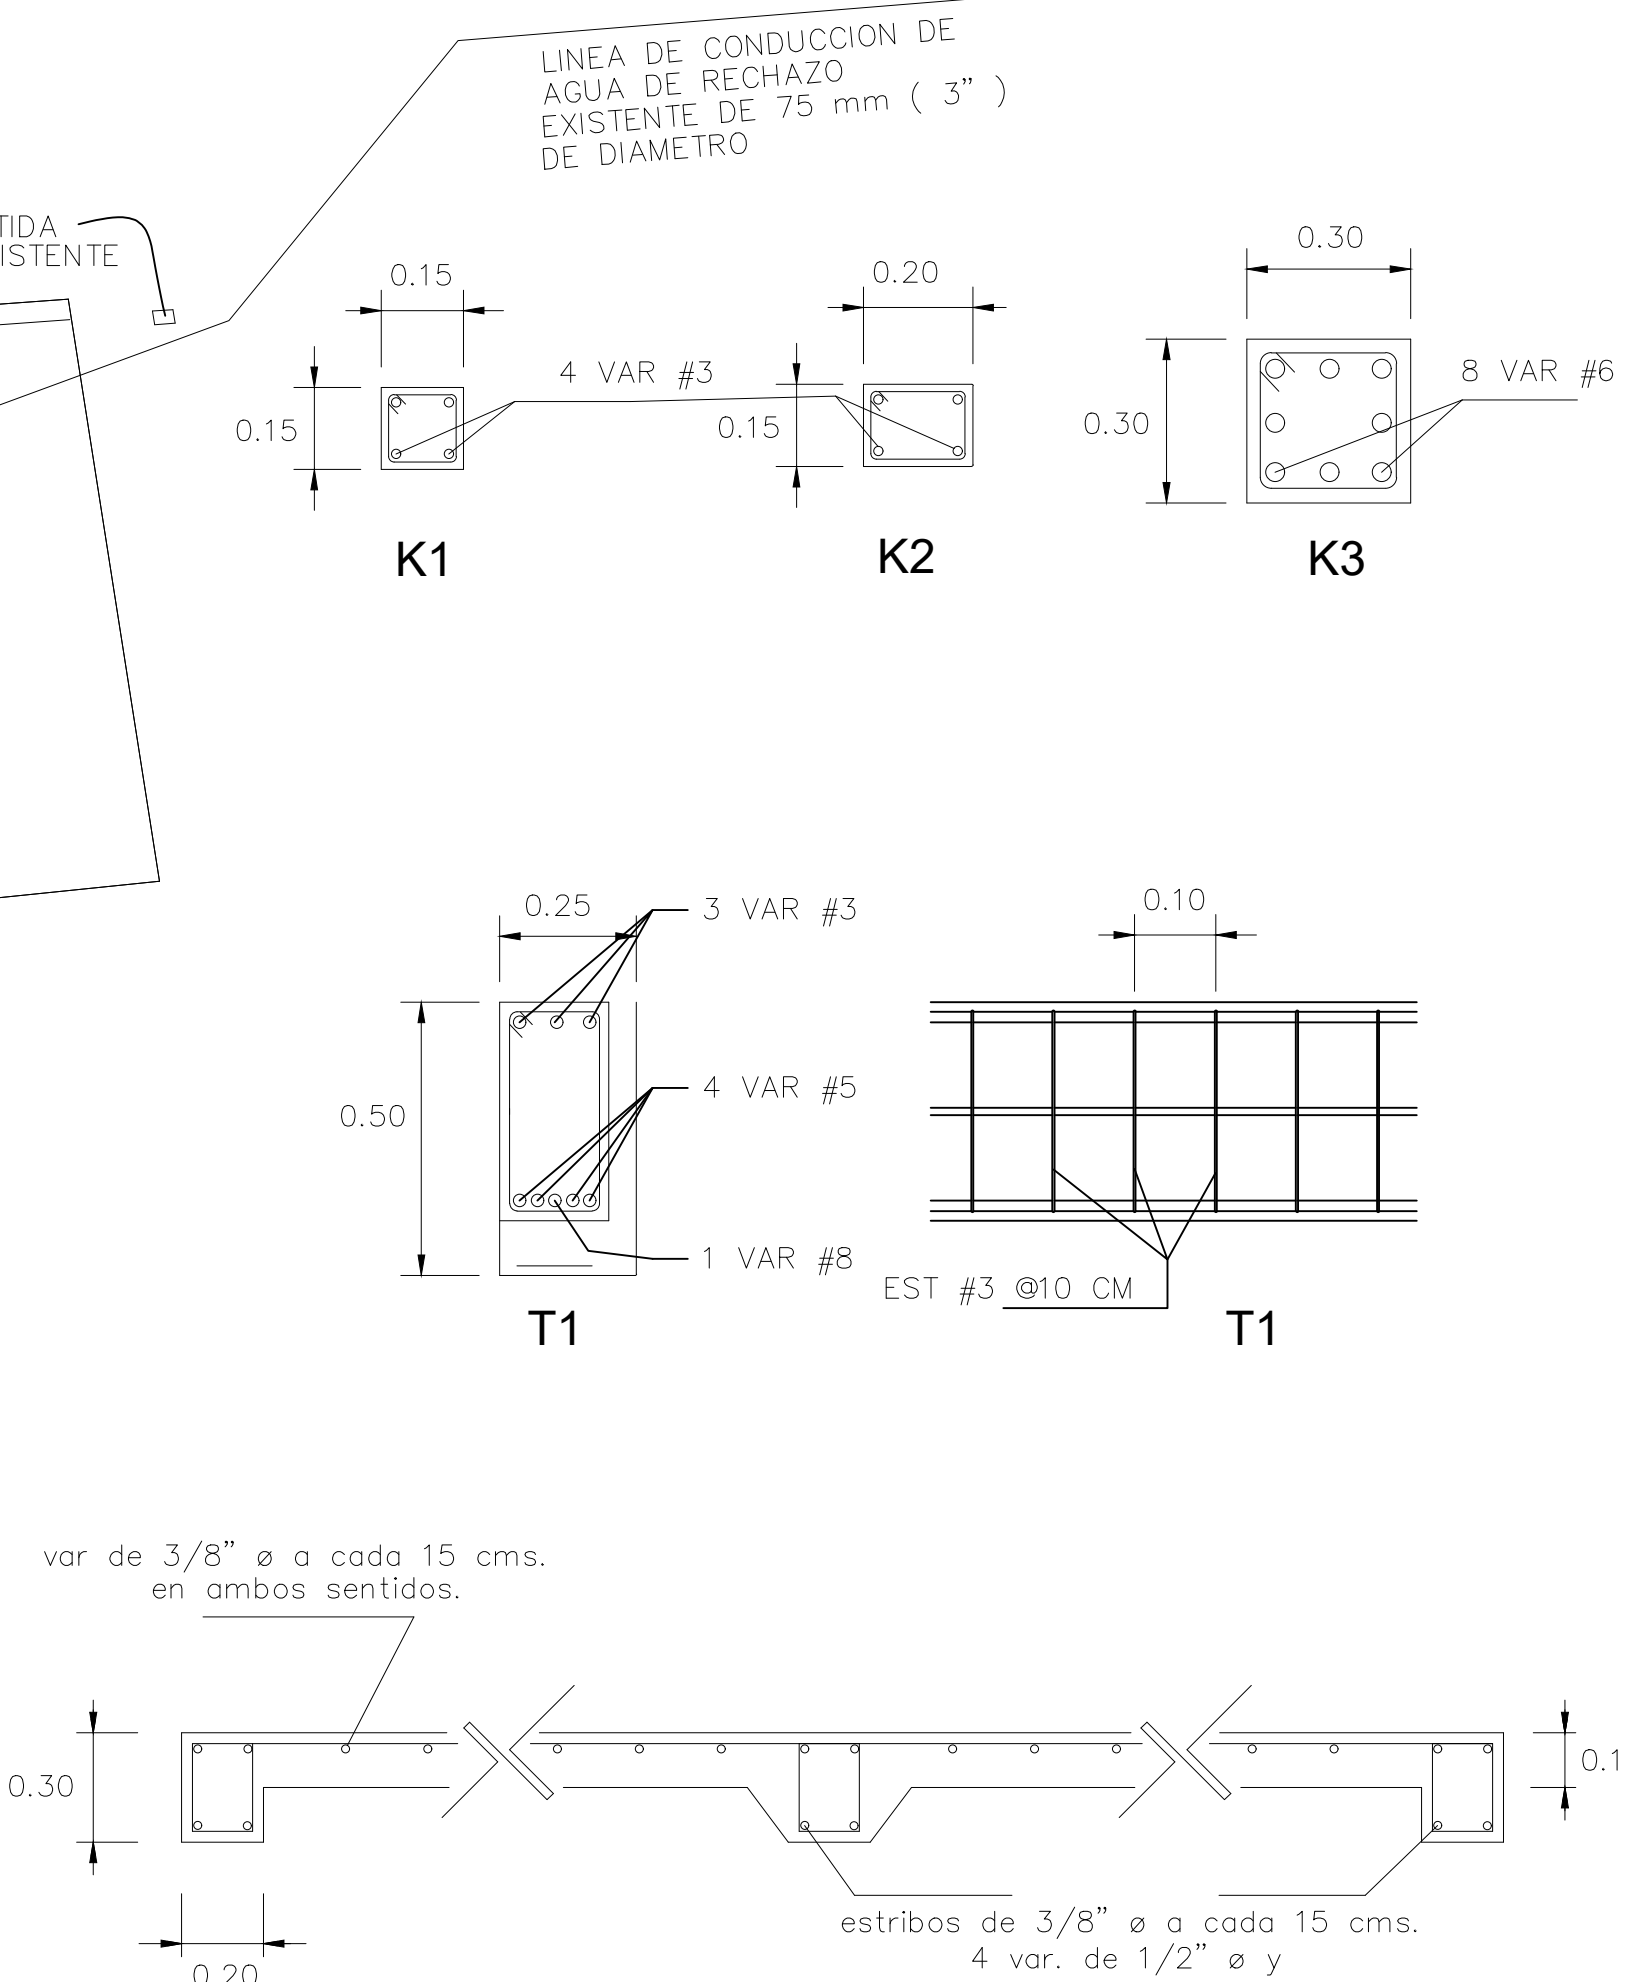 LINEA DE CONDUCCION DE
AGUA DE RECHAZO
EXISTENTE DE 75 mm ( 3" )
DE DIAMETRO
TIDA
ISTENTE
0.15
0.20
0.30
4 VAR #3
8 VAR #6
0.15
0.15
0.30
K1
K2
K3
0.25
3 VAR #3
0.10
4 VAR #5
0.50
1 VAR #8
EST #3 @10 CM
T1
T1
var de 3/8" ø a cada 15 cms.
en ambos sentidos.
0.30
0.1
estribos de 3/8" ø a cada 15 cms.
4 var. de 1/2" ø y
0.20